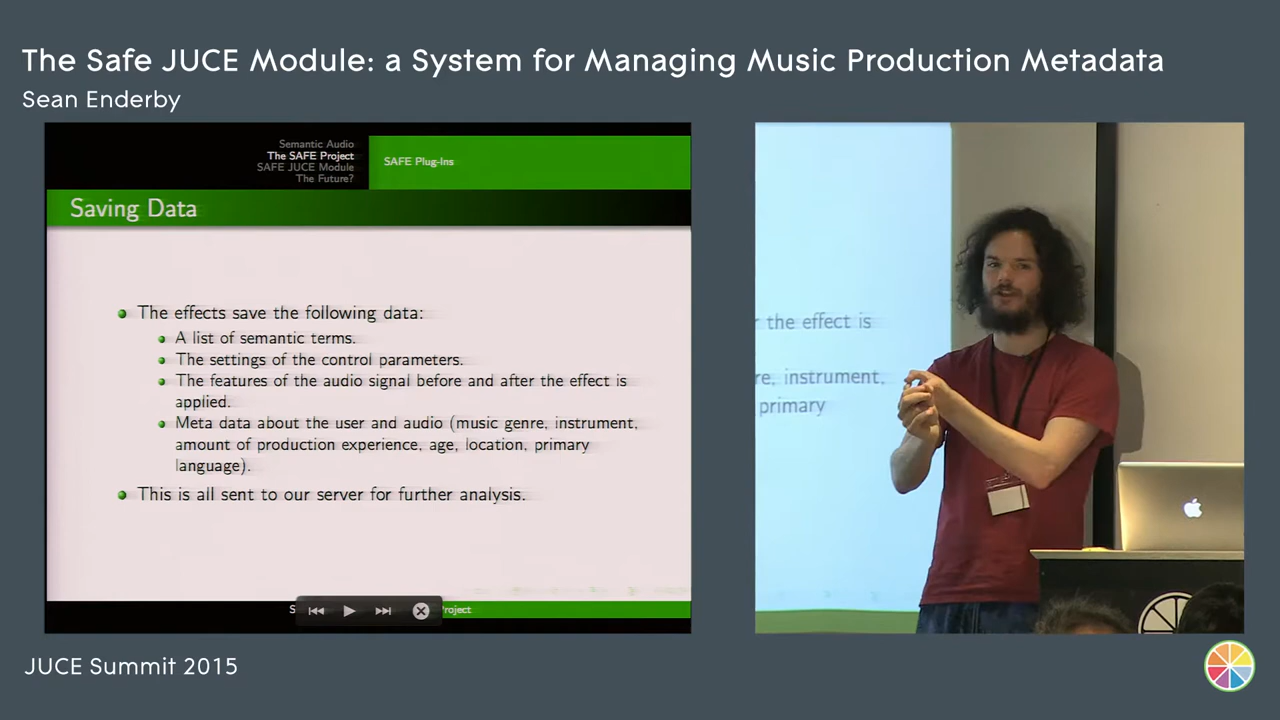 The Safe JUCE Module: a System for Managing Music Production Metadata
Sean Enderby
Semantic Audio
The SAFE Project
SAFE JUCE Module
The Future?
SAFE Plug-Ins
Saving Data
The effects save the following data:
A list of semantic terms.
The settings of the control parameters.
The features of the audio signal before and after the effect is
applied.
Meta data about the user and audio (music genre, instrument,
amount of production experience, age, location, primary
language).
This is all sent to our server for further analysis.
the effect is
re, instrument,
primary
JUCE Summit 2015